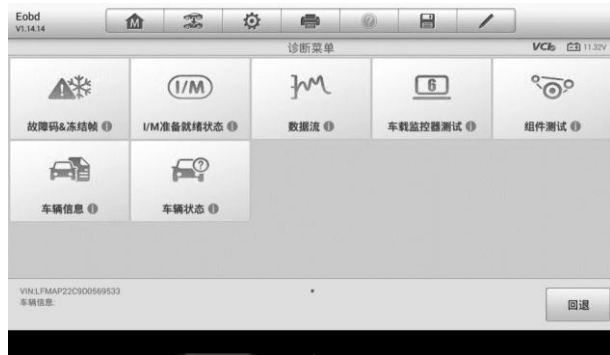 Eobd
V1.14.14
诊断菜单
VCI
11.32V
(I/M)
6
故障码&冻结帧
I/M准备就绪状态
数据流
车载监控器测试
组件测试
车辆信息
车辆状态
VIN:LFMAP22C9D0569533
车辆信息:
回退